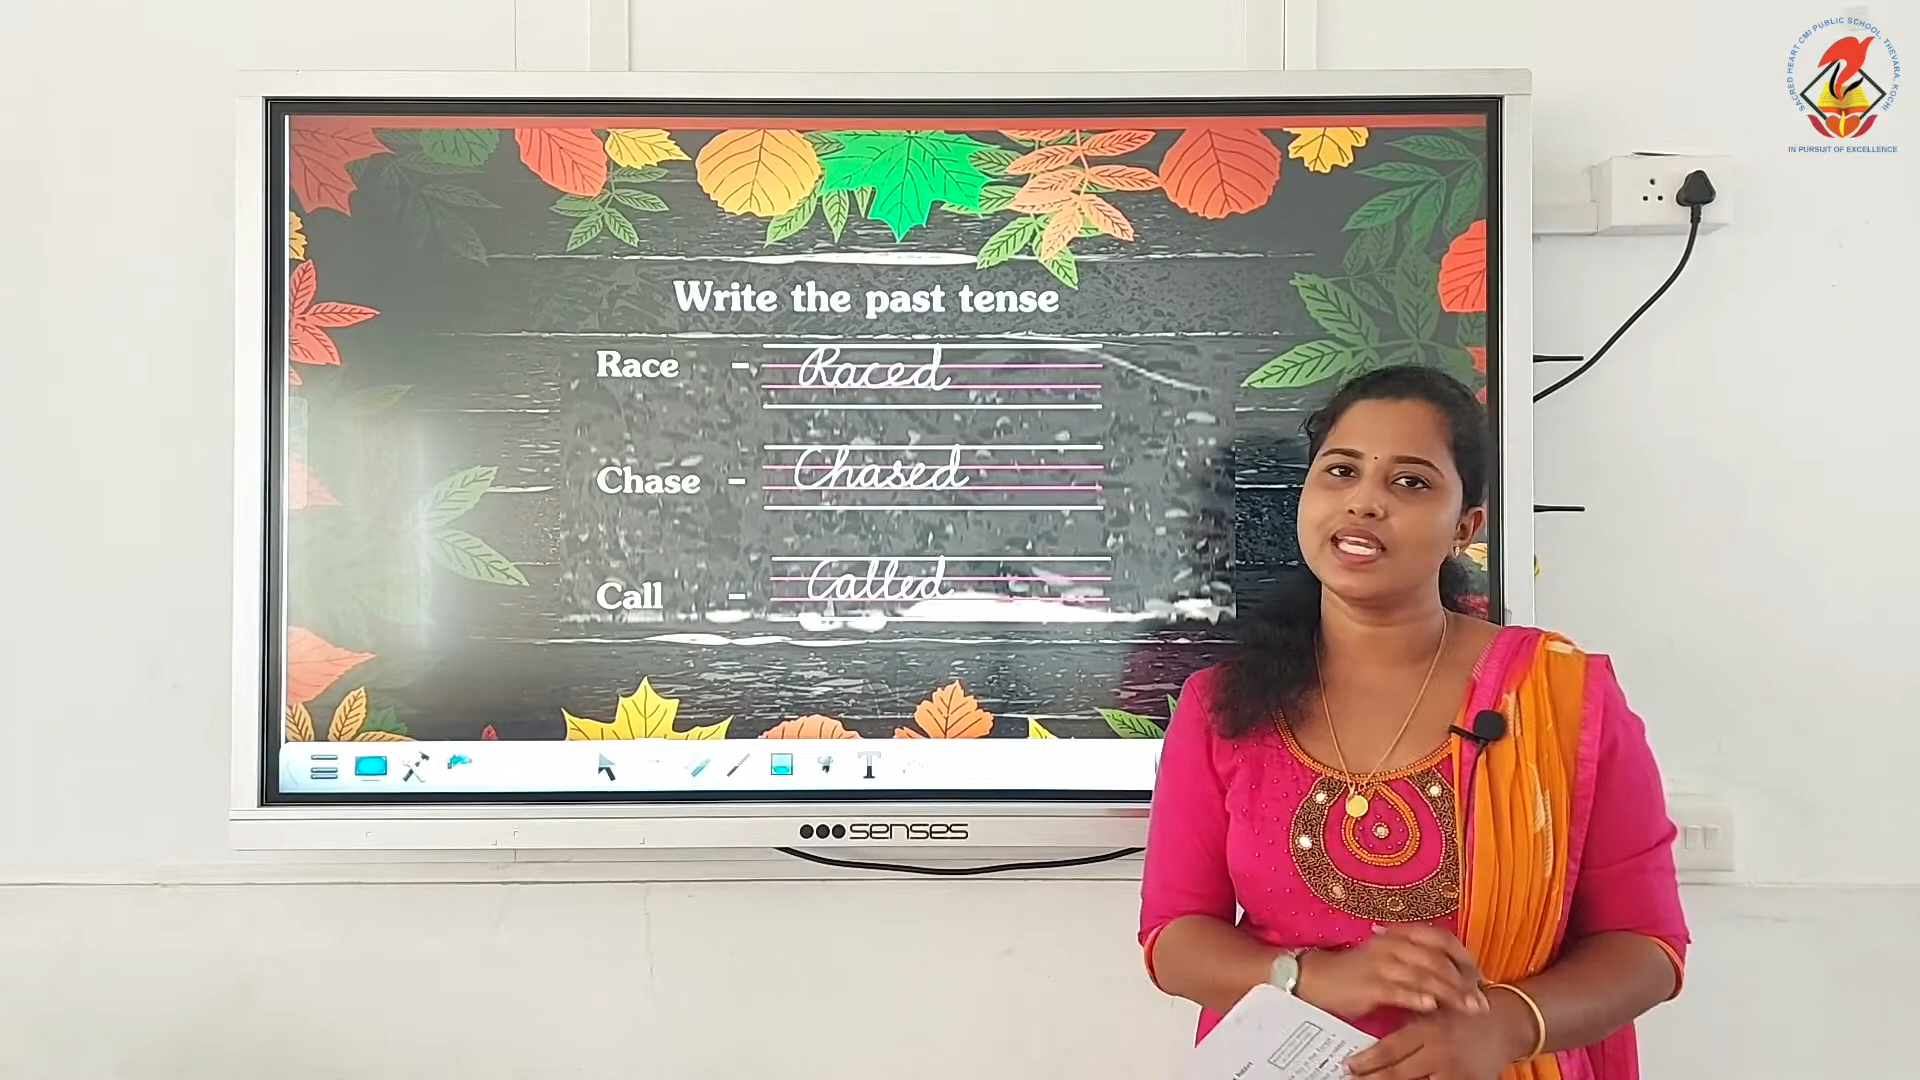 SACRED HEART CMI PUBLIC SCHOOL, THEVARA, KOCHI
IN PURSUIT OF EXCELLENCE
Write the past tense
Race - Raced
Chase - Chased
Call - Called
T
senses